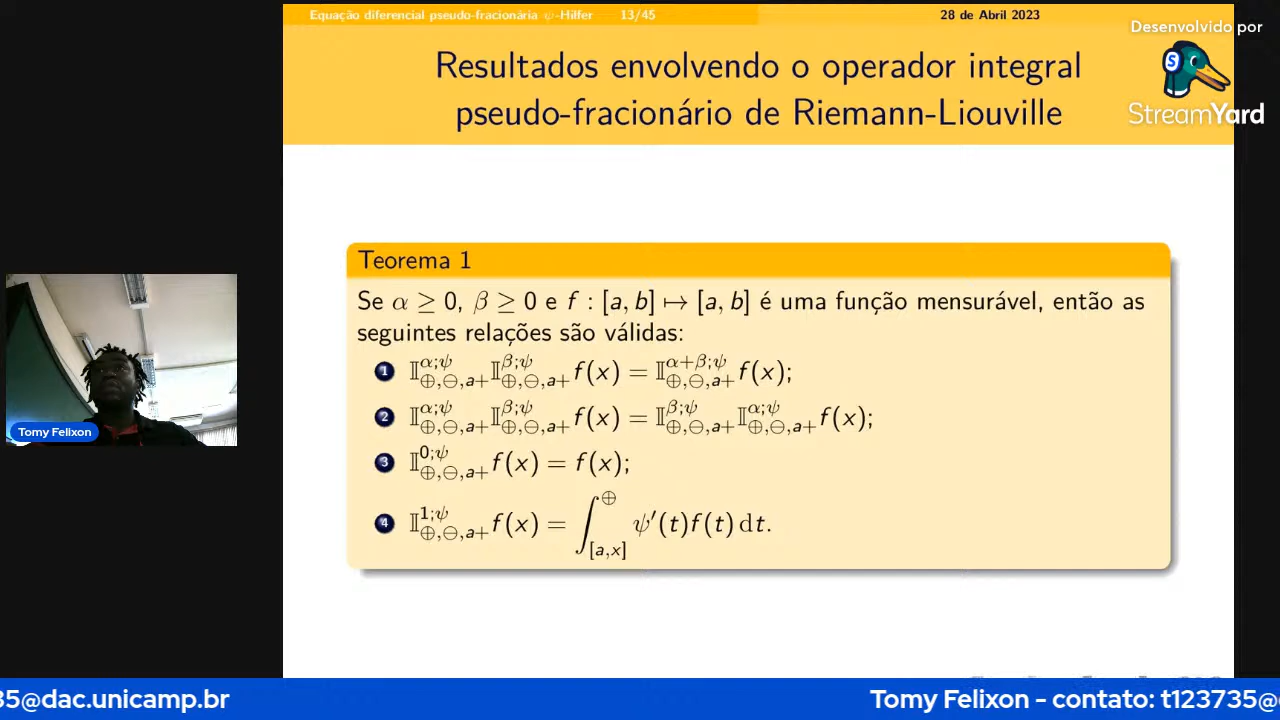 Equação diferencial pseudo-fracionária ψ-Hilfer 13/45 28 de Abril 2023
Desenvolvido por
StreamYard
Resultados envolvendo o operador integral
pseudo-fracionário de Riemann-Liouville
Teorema 1
Se α ≥ 0, β ≥ 0 e f : [a, b] ↦ [a, b] é uma função mensurável, então as
seguintes relações são válidas:
1 𝕀^{α;ψ}_{⊕,⊖,a+} 𝕀^{β;ψ}_{⊕,⊖,a+} f(x) = 𝕀^{α+β;ψ}_{⊕,⊖,a+} f(x);
2 𝕀^{α;ψ}_{⊕,⊖,a+} 𝕀^{β;ψ}_{⊕,⊖,a+} f(x) = 𝕀^{β;ψ}_{⊕,⊖,a+} 𝕀^{α;ψ}_{⊕,⊖,a+} f(x);
3 𝕀^{0;ψ}_{⊕,⊖,a+} f(x) = f(x);
4 𝕀^{1;ψ}_{⊕,⊖,a+} f(x) = ∫^{⊕}_{[a,x]} ψ′(t)f(t) dt.
Tomy Felixon
35@dac.unicamp.br Tomy Felixon - contato: t123735@